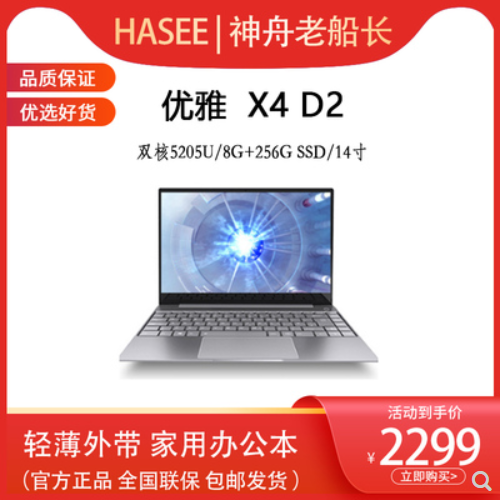 HASEE|神舟老船长
品质保证
优选好货
优雅 X4 D2
双核5205U/8G+256G SSD/14寸
轻薄外带 家用办公本
(官方正品 全国联保 包邮发货)
活动到手价
¥2299
立即购买>